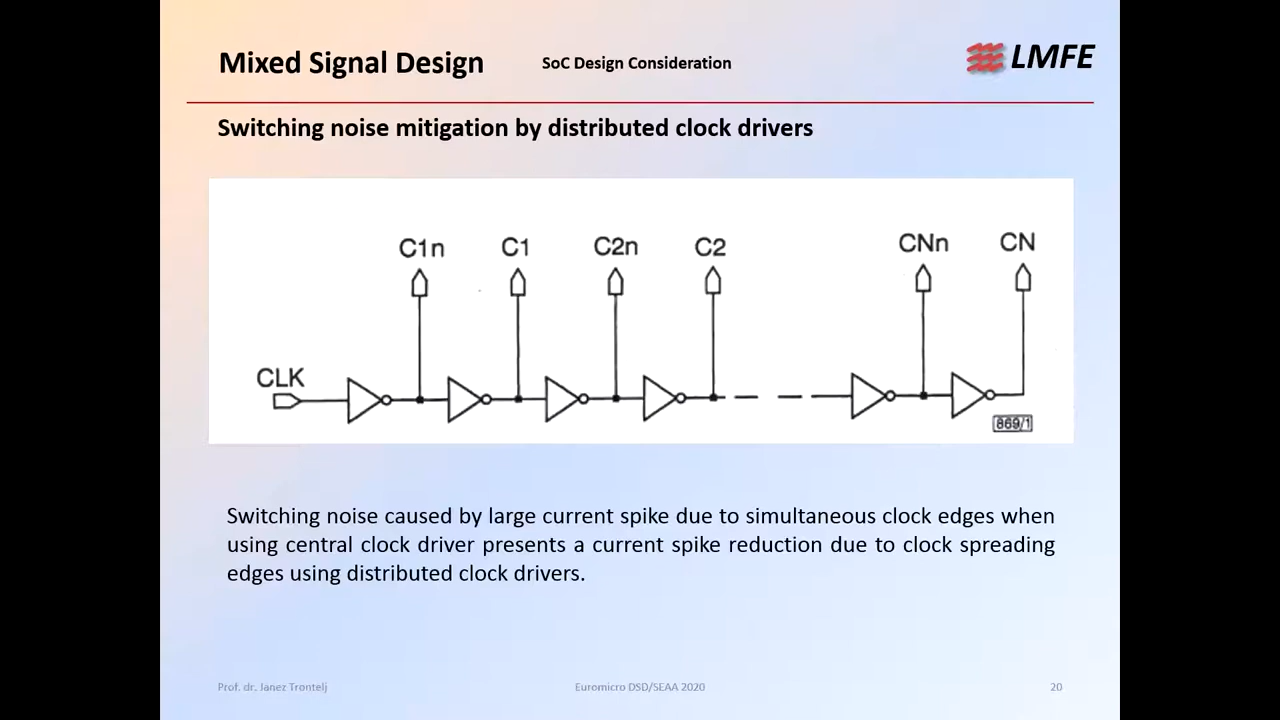 Mixed Signal Design
SoC Design Consideration
LMFE
Switching noise mitigation by distributed clock drivers
C1n C1 C2n C2 CNn CN
CLK
869/1
Switching noise caused by large current spike due to simultaneous clock edges when
using central clock driver presents a current spike reduction due to clock spreading
edges using distributed clock drivers.
Prof. dr. Janez Trontelj
Euromicro DSD/SEAA 2020
20